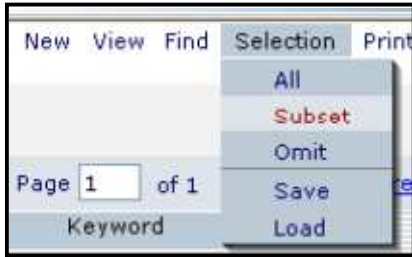 New View Find Selection Print
All
Subset
Omit
Page 1 of 1 Save
Keyword Load